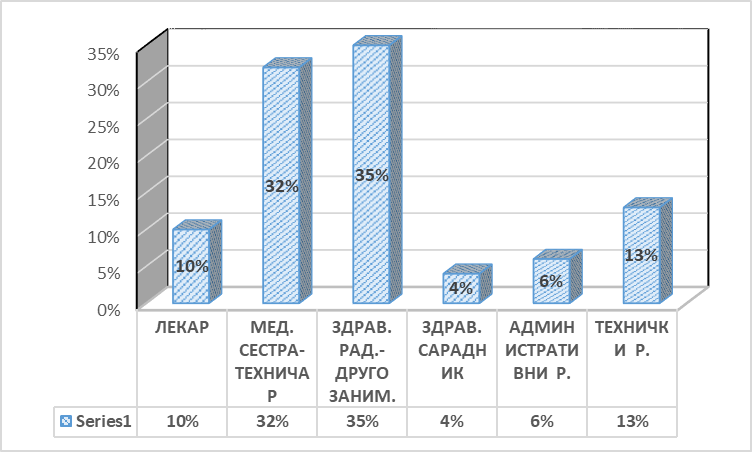 35%
30%
25%
20%
15%
10%
5%
0%
10%
32%
35%
4%
6%
13%
ЛЕКАР
МЕД.
СЕСТРА-
ТЕХНИЧА
Р
ЗДРАВ.
РАД.-
ДРУГО
ЗАНИМ.
ЗДРАВ.
САРАДН
ИК
АДМИН
ИСТРАТИ
ВНИ Р.
ТЕХНИЧК
И Р.
Series1 10% 32% 35% 4% 6% 13%